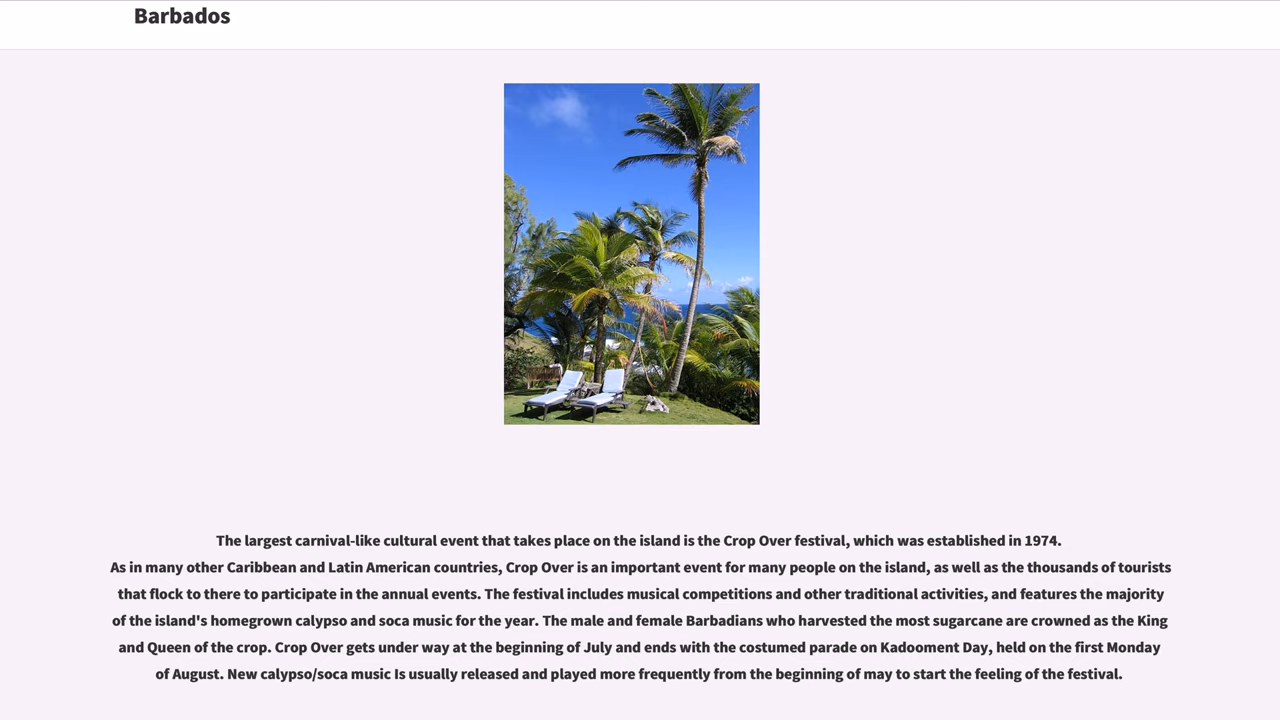 Barbados
The largest carnival-like cultural event that takes place on the island is the Crop Over festival, which was established in 1974.
As in many other Caribbean and Latin American countries, Crop Over is an important event for many people on the island, as well as the thousands of tourists
that flock to there to participate in the annual events. The festival includes musical competitions and other traditional activities, and features the majority
of the island's homegrown calypso and soca music for the year. The male and female Barbadians who harvested the most sugarcane are crowned as the King
and Queen of the crop. Crop Over gets under way at the beginning of July and ends with the costumed parade on Kadooment Day, held on the first Monday
of August. New calypso/soca music Is usually released and played more frequently from the beginning of may to start the feeling of the festival.